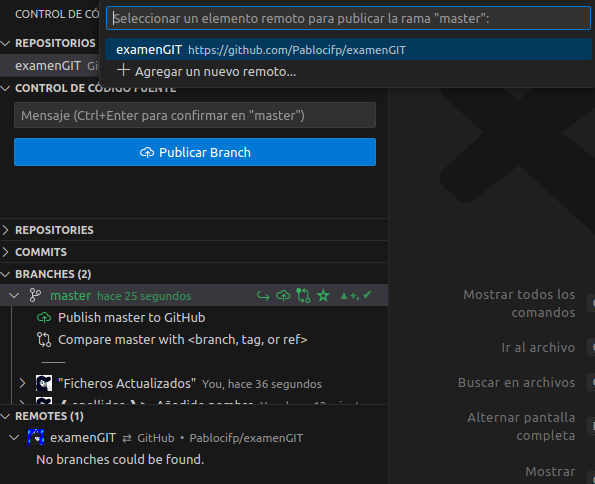 CONTROL DE CÓ
Seleccionar un elemento remoto para publicar la rama "master":
REPOSITORIOS
examenGIT https://github.com/Pablocifp/examenGIT
examenGIT
Agregar un nuevo remoto...
CONTROL DE CÓDIGO FUENTE
Mensaje (Ctrl+Enter para confirmar en "master")
Publicar Branch
REPOSITORIES
COMMITS
BRANCHES (2)
master hace 25 segundos
Publish master to GitHub
Compare master with <branch, tag, or ref>
"Ficheros Actualizados" You, hace 36 segundos
REMOTES (1)
examenGIT ⇄ GitHub • Pablocifp/examenGIT
No branches could be found.
Mostrar todos los
comandos
Ir al archivo
Buscar en archivos
Alternar pantalla
completa
Mostrar